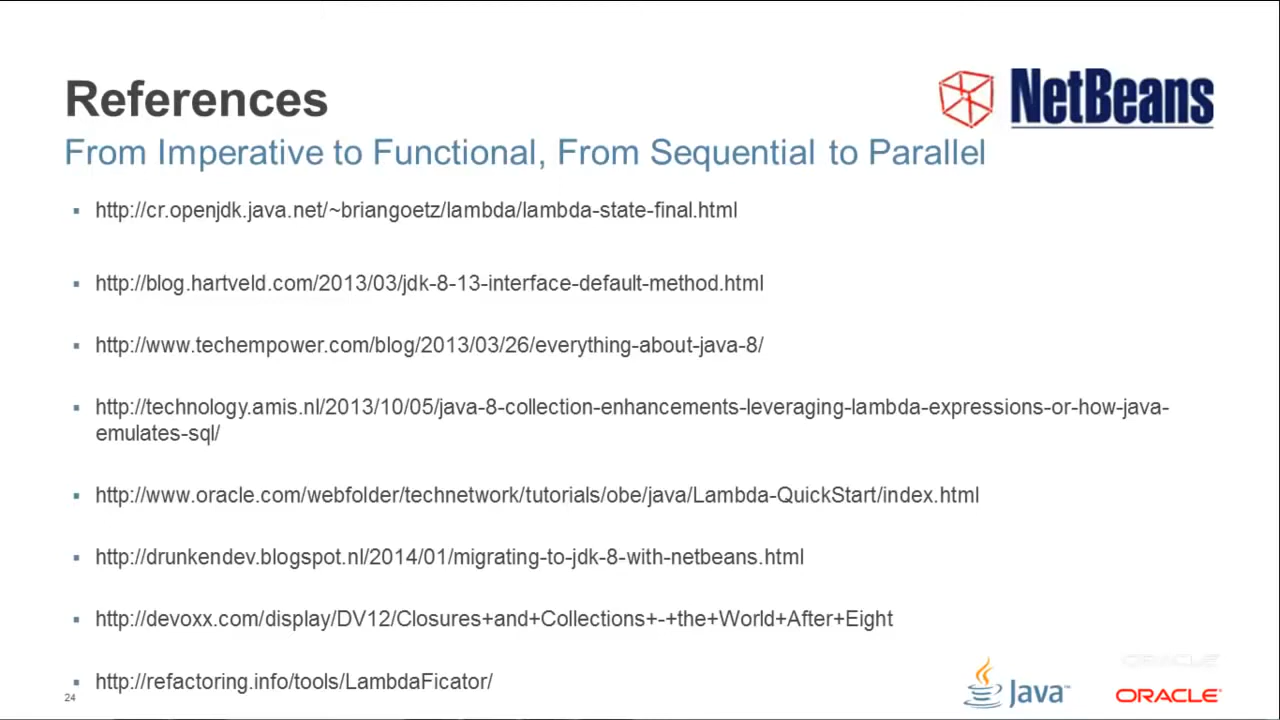 References
NetBeans
From Imperative to Functional, From Sequential to Parallel
▪ http://cr.openjdk.java.net/~briangoetz/lambda/lambda-state-final.html
▪ http://blog.hartveld.com/2013/03/jdk-8-13-interface-default-method.html
▪ http://www.techempower.com/blog/2013/03/26/everything-about-java-8/
▪ http://technology.amis.nl/2013/10/05/java-8-collection-enhancements-leveraging-lambda-expressions-or-how-java-
emulates-sql/
▪ http://www.oracle.com/webfolder/technetwork/tutorials/obe/java/Lambda-QuickStart/index.html
▪ http://drunkendev.blogspot.nl/2014/01/migrating-to-jdk-8-with-netbeans.html
▪ http://devoxx.com/display/DV12/Closures+and+Collections+-+the+World+After+Eight
▪ http://refactoring.info/tools/LambdaFicator/
24
Java™
ORACLE
ORACLE®